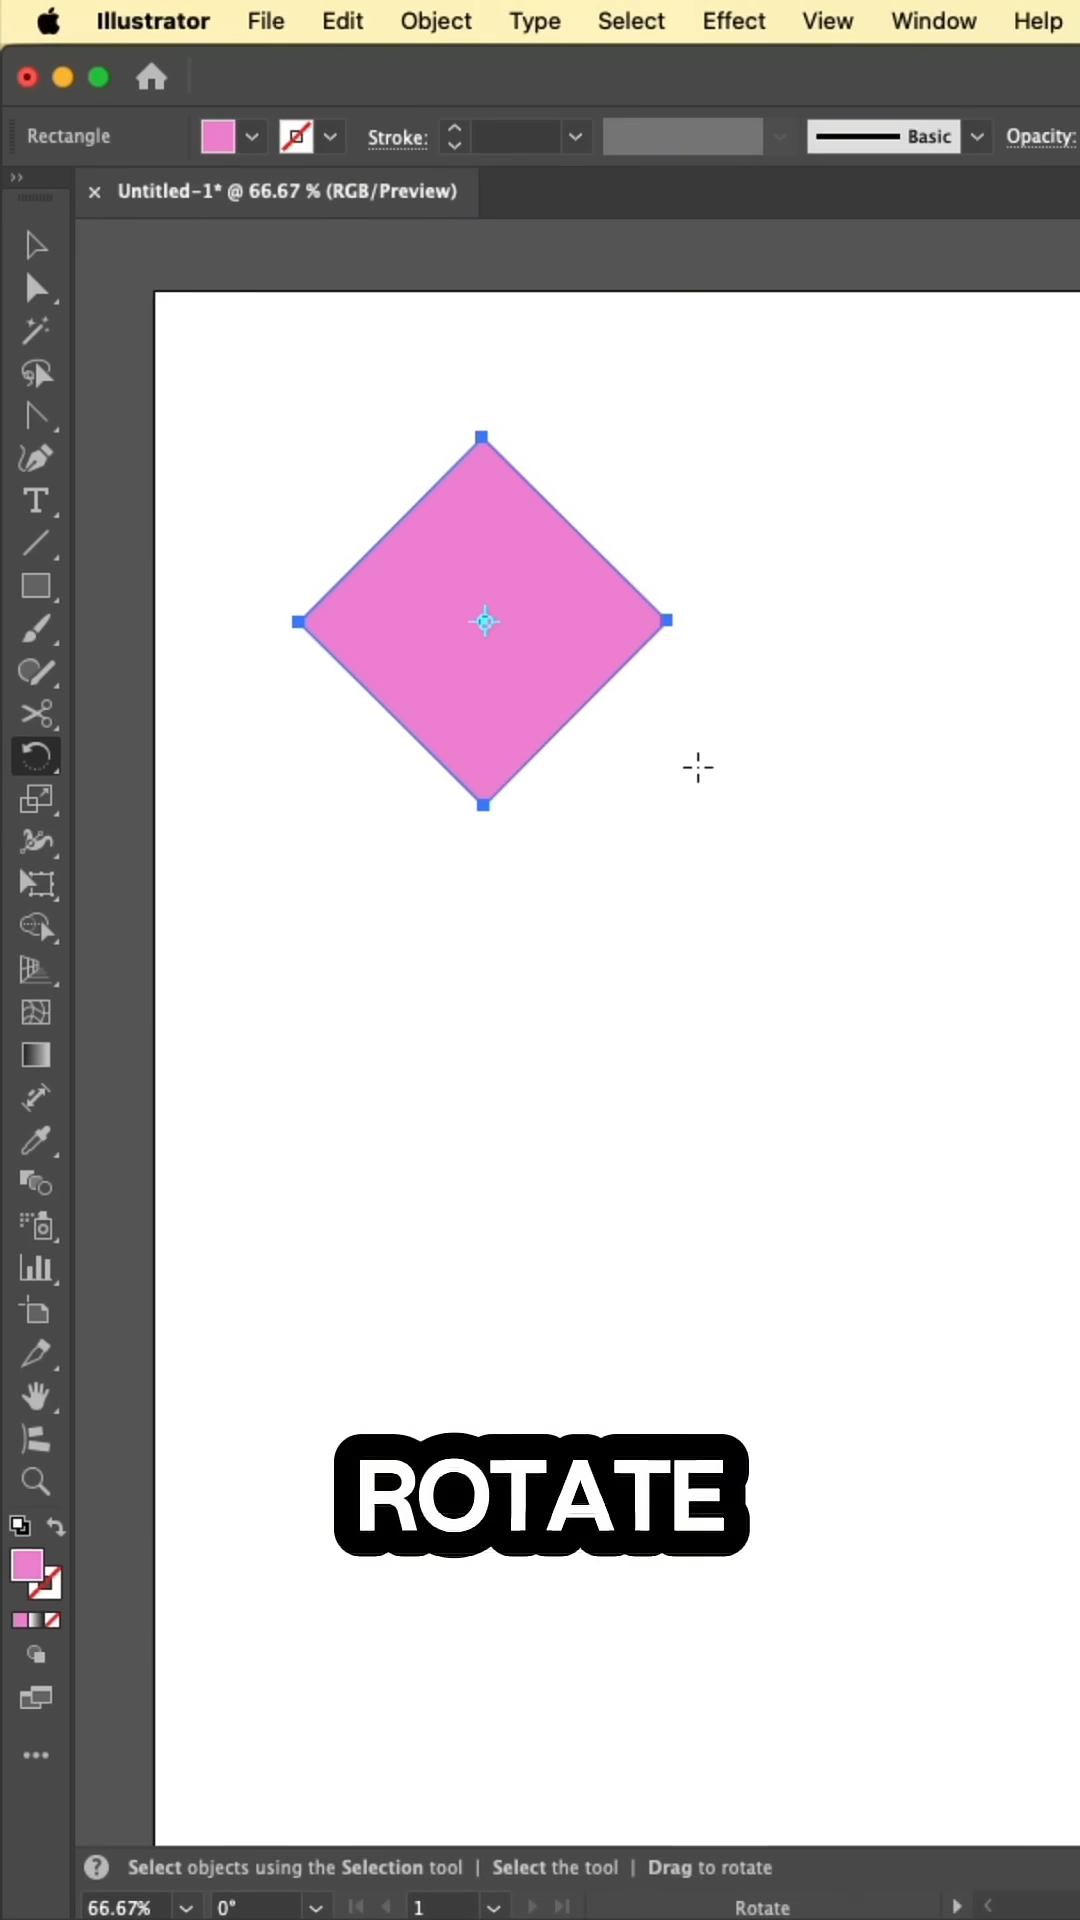 Illustrator File Edit Object Type Select Effect View Window Help
Rectangle Stroke: Basic Opacity:
Untitled-1* @ 66.67 % (RGB/Preview)
ROTATE
Select objects using the Selection tool | Select the tool | Drag to rotate
66.67% 0° 1 Rotate